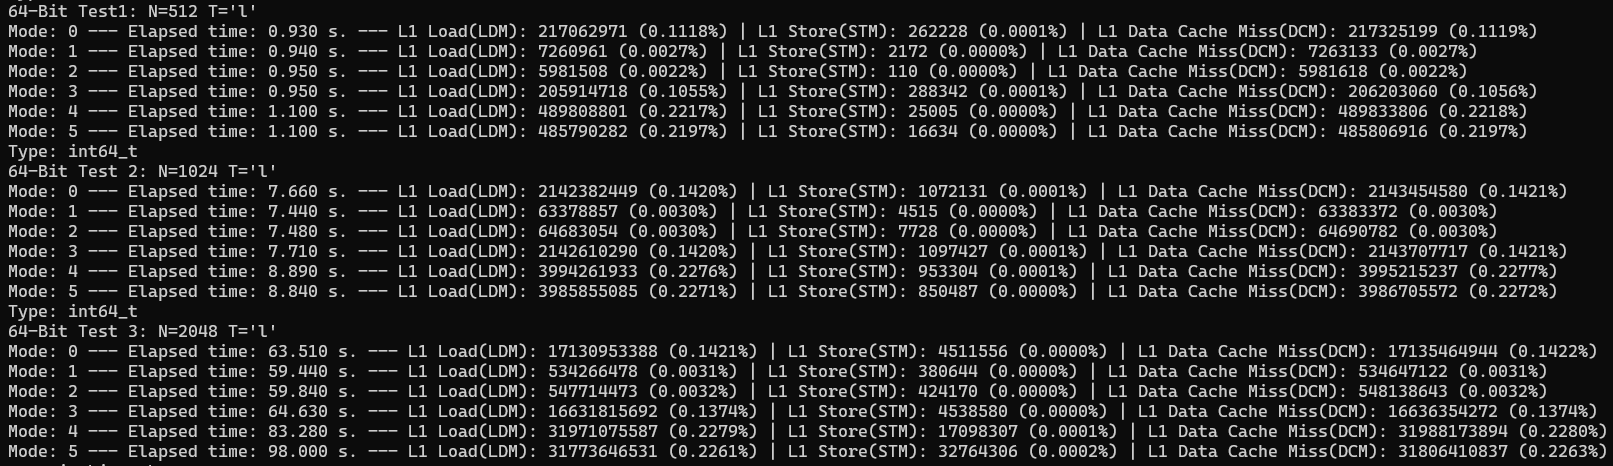 64-Bit Test1: N=512 T='l'
Mode: 0 --- Elapsed time: 0.930 s. --- L1 Load(LDM): 217062971 (0.1118%) | L1 Store(STM): 262228 (0.0001%) | L1 Data Cache Miss(DCM): 217325199 (0.1119%)
Mode: 1 --- Elapsed time: 0.940 s. --- L1 Load(LDM): 7260961 (0.0027%) | L1 Store(STM): 2172 (0.0000%) | L1 Data Cache Miss(DCM): 7263133 (0.0027%)
Mode: 2 --- Elapsed time: 0.950 s. --- L1 Load(LDM): 5981508 (0.0022%) | L1 Store(STM): 110 (0.0000%) | L1 Data Cache Miss(DCM): 5981618 (0.0022%)
Mode: 3 --- Elapsed time: 0.950 s. --- L1 Load(LDM): 205914718 (0.1055%) | L1 Store(STM): 288342 (0.0001%) | L1 Data Cache Miss(DCM): 206203060 (0.1056%)
Mode: 4 --- Elapsed time: 1.100 s. --- L1 Load(LDM): 489808801 (0.2217%) | L1 Store(STM): 25005 (0.0000%) | L1 Data Cache Miss(DCM): 489833806 (0.2218%)
Mode: 5 --- Elapsed time: 1.100 s. --- L1 Load(LDM): 485790282 (0.2197%) | L1 Store(STM): 16634 (0.0000%) | L1 Data Cache Miss(DCM): 485806916 (0.2197%)
Type: int64_t
64-Bit Test 2: N=1024 T='l'
Mode: 0 --- Elapsed time: 7.660 s. --- L1 Load(LDM): 2142382449 (0.1420%) | L1 Store(STM): 1072131 (0.0001%) | L1 Data Cache Miss(DCM): 2143454580 (0.1421%)
Mode: 1 --- Elapsed time: 7.440 s. --- L1 Load(LDM): 63378857 (0.0030%) | L1 Store(STM): 4515 (0.0000%) | L1 Data Cache Miss(DCM): 63383372 (0.0030%)
Mode: 2 --- Elapsed time: 7.480 s. --- L1 Load(LDM): 64683054 (0.0030%) | L1 Store(STM): 7728 (0.0000%) | L1 Data Cache Miss(DCM): 64690782 (0.0030%)
Mode: 3 --- Elapsed time: 7.710 s. --- L1 Load(LDM): 2142610290 (0.1420%) | L1 Store(STM): 1097427 (0.0001%) | L1 Data Cache Miss(DCM): 2143707717 (0.1421%)
Mode: 4 --- Elapsed time: 8.890 s. --- L1 Load(LDM): 3994261933 (0.2276%) | L1 Store(STM): 953304 (0.0001%) | L1 Data Cache Miss(DCM): 3995215237 (0.2277%)
Mode: 5 --- Elapsed time: 8.840 s. --- L1 Load(LDM): 3985855085 (0.2271%) | L1 Store(STM): 850487 (0.0000%) | L1 Data Cache Miss(DCM): 3986705572 (0.2272%)
Type: int64_t
64-Bit Test 3: N=2048 T='l'
Mode: 0 --- Elapsed time: 63.510 s. --- L1 Load(LDM): 17130953388 (0.1421%) | L1 Store(STM): 4511556 (0.0000%) | L1 Data Cache Miss(DCM): 17135464944 (0.1422%)
Mode: 1 --- Elapsed time: 59.440 s. --- L1 Load(LDM): 534266478 (0.0031%) | L1 Store(STM): 380644 (0.0000%) | L1 Data Cache Miss(DCM): 534647122 (0.0031%)
Mode: 2 --- Elapsed time: 59.840 s. --- L1 Load(LDM): 547714473 (0.0032%) | L1 Store(STM): 424170 (0.0000%) | L1 Data Cache Miss(DCM): 548138643 (0.0032%)
Mode: 3 --- Elapsed time: 64.630 s. --- L1 Load(LDM): 16631815692 (0.1374%) | L1 Store(STM): 4538580 (0.0000%) | L1 Data Cache Miss(DCM): 16636354272 (0.1374%)
Mode: 4 --- Elapsed time: 83.280 s. --- L1 Load(LDM): 31971075587 (0.2279%) | L1 Store(STM): 17098307 (0.0001%) | L1 Data Cache Miss(DCM): 31988173894 (0.2280%)
Mode: 5 --- Elapsed time: 98.000 s. --- L1 Load(LDM): 31773646531 (0.2261%) | L1 Store(STM): 32764306 (0.0002%) | L1 Data Cache Miss(DCM): 31806410837 (0.2263%)